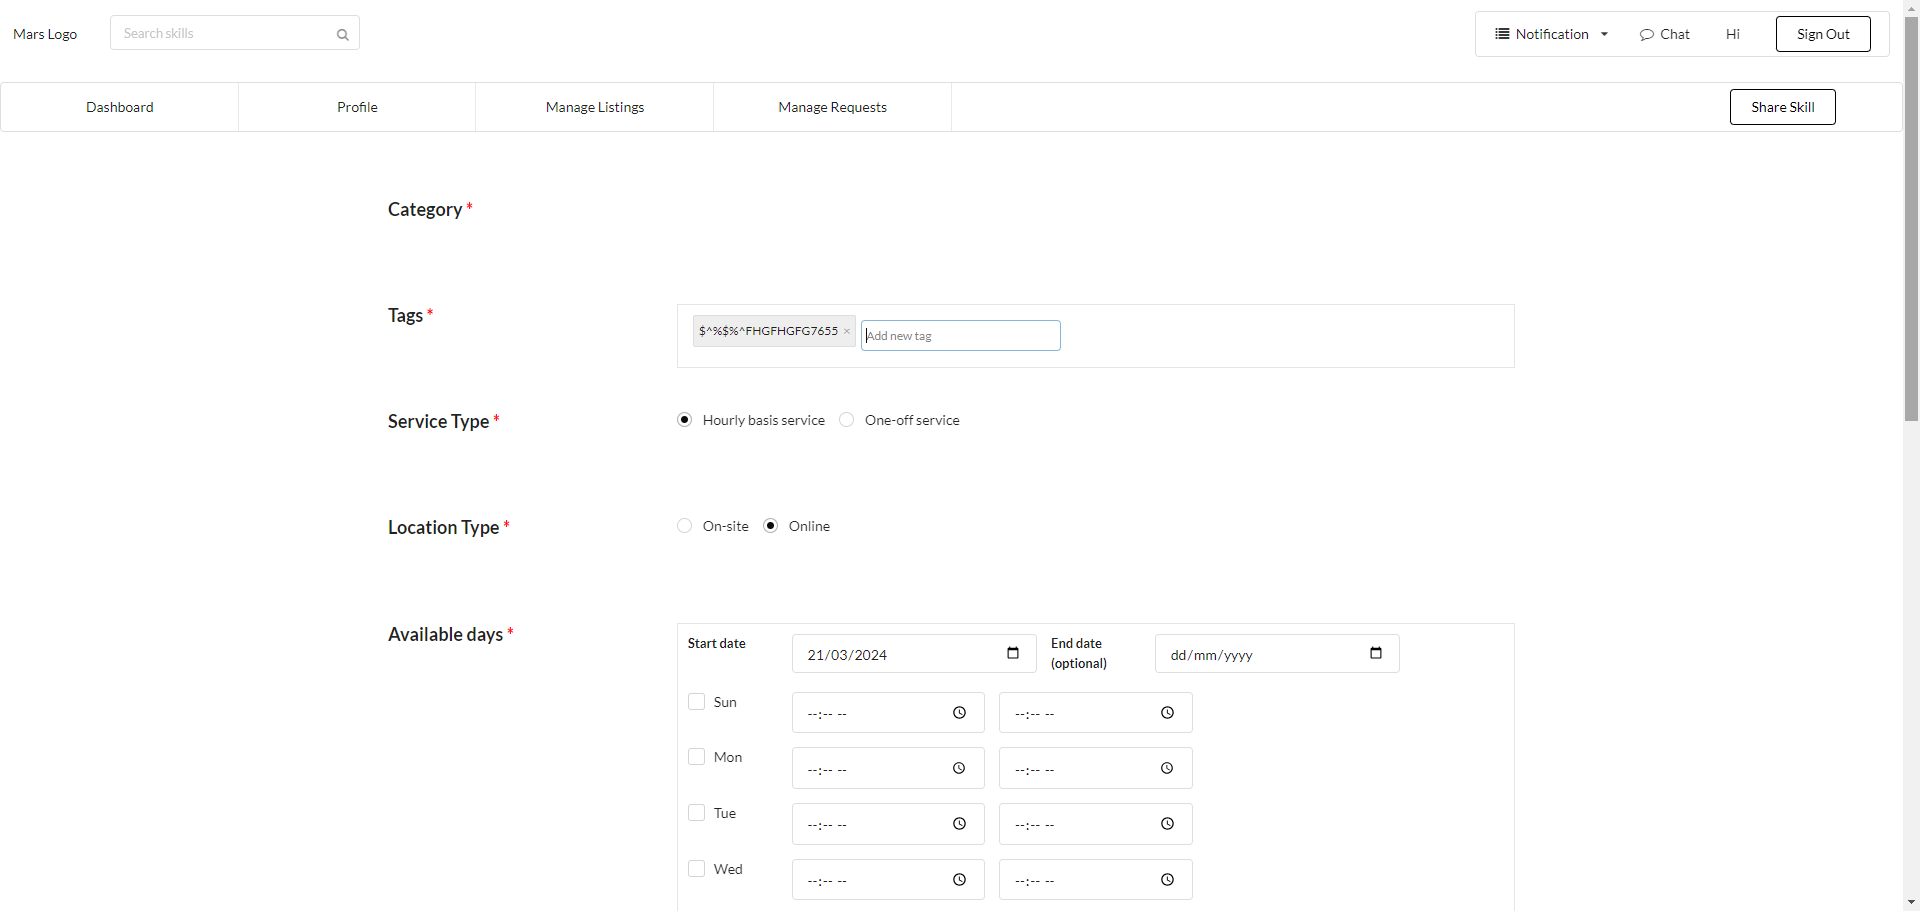 Mars Logo
Search skills
Notification
Chat
Hi
Sign Out
Dashboard
Profile
Manage Listings
Manage Requests
Share Skill
Category *
Tags *
$^%$%^FHGFHGFG7655 ×
Add new tag
Service Type *
Hourly basis service
One-off service
Location Type *
On-site
Online
Available days *
Start date
21/03/2024
End date
(optional)
dd/mm/yyyy
Sun
--:-- --
--:-- --
Mon
--:-- --
--:-- --
Tue
--:-- --
--:-- --
Wed
--:-- --
--:-- --